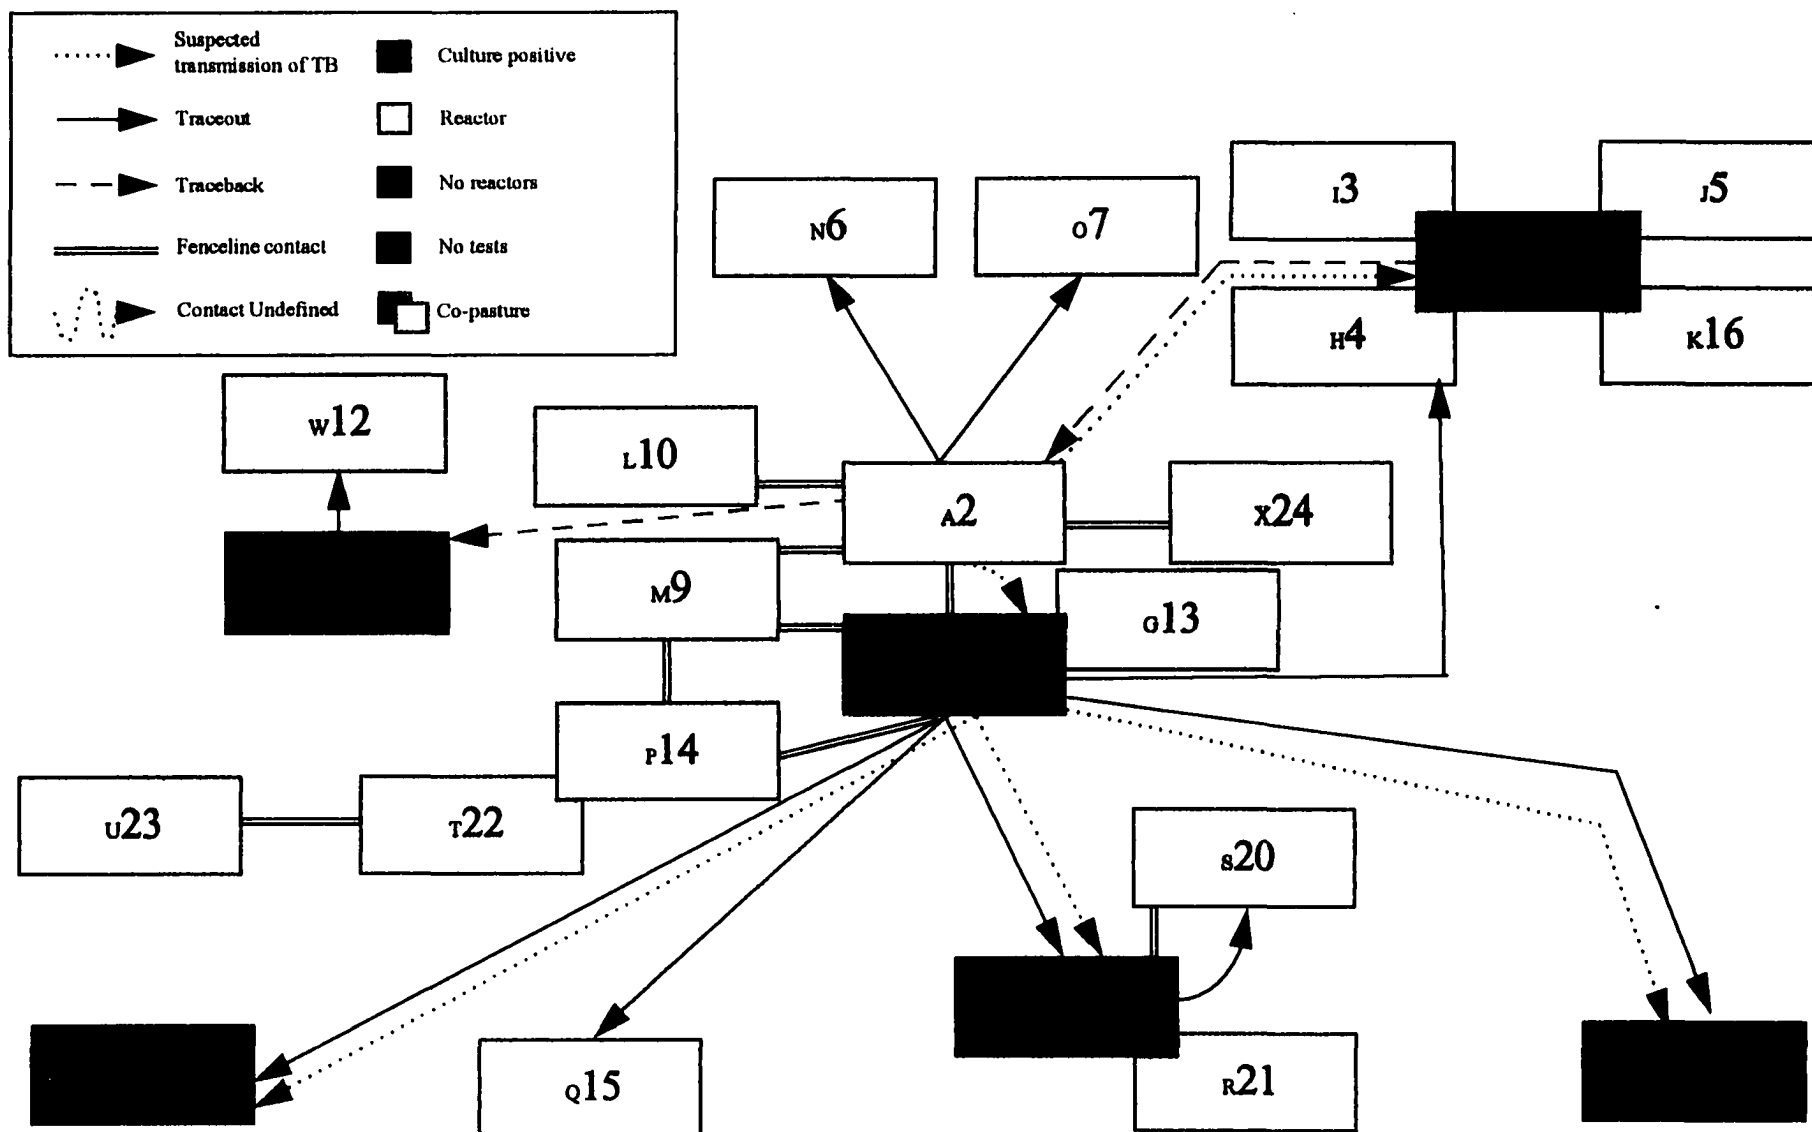 Suspected
transmission of TB
Culture positive
Traceout
Reactor
Traceback
No reactors
Fenceline contact
No tests
Contact Undefined
Co-pasture
I3
J5
N6
O7
H4
K16
W12
L10
A2
X24
M9
G13
P14
U23
T22
S20
Q15
R21